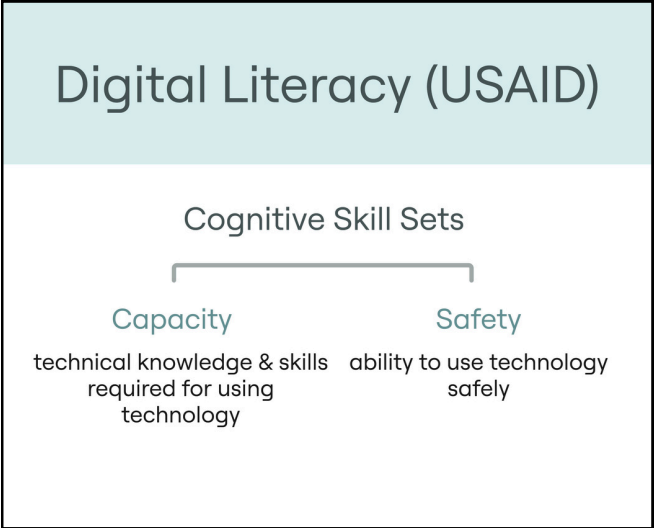 Digital Literacy (USAID)
Cognitive Skill Sets
Capacity
technical knowledge & skills
required for using
technology
Safety
ability to use technology
safely